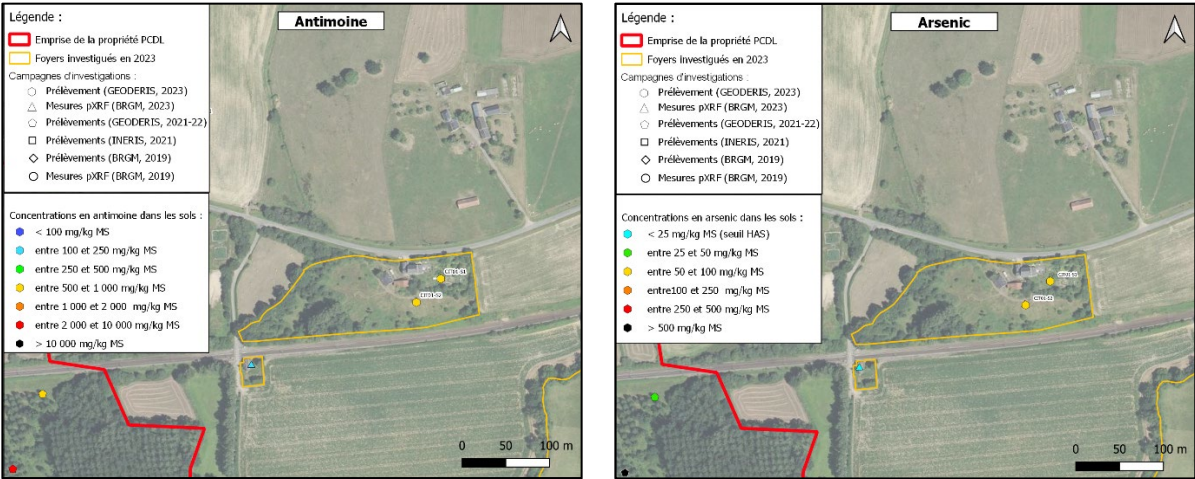 Légende :
Emprise de la propriété PCDL
Foyers investigués en 2023
Campagnes d'investigations :
Prélèvement (GEODERIS, 2023)
Mesures pXRF (BRGM, 2023)
Prélèvements (GEODERIS, 2021-22)
Prélèvements (INERIS, 2021)
Prélèvements (BRGM, 2019)
Mesures pXRF (BRGM, 2019)
Concentrations en antimoine dans les sols :
< 100 mg/kg MS
entre 100 et 250 mg/kg MS
entre 250 et 500 mg/kg MS
entre 500 et 1 000 mg/kg MS
entre 1 000 et 2 000 mg/kg MS
entre 2 000 et 10 000 mg/kg MS
> 10 000 mg/kg MS
Antimoine
CIT01-S1
CIT01-S2
0 50 100 m
Légende :
Emprise de la propriété PCDL
Foyers investigués en 2023
Campagnes d'investigations :
Prélèvement (GEODERIS, 2023)
Mesures pXRF (BRGM, 2023)
Prélèvements (GEODERIS, 2021-22)
Prélèvements (INERIS, 2021)
Prélèvements (BRGM, 2019)
Mesures pXRF (BRGM, 2019)
Concentrations en arsenic dans les sols :
< 25 mg/kg MS (seuil HAS)
entre 25 et 50 mg/kg MS
entre 50 et 100 mg/kg MS
entre100 et 250 mg/kg MS
entre 250 et 500 mg/kg MS
> 500 mg/kg MS
Arsenic
CIT01-S1
CIT01-S2
0 50 100 m